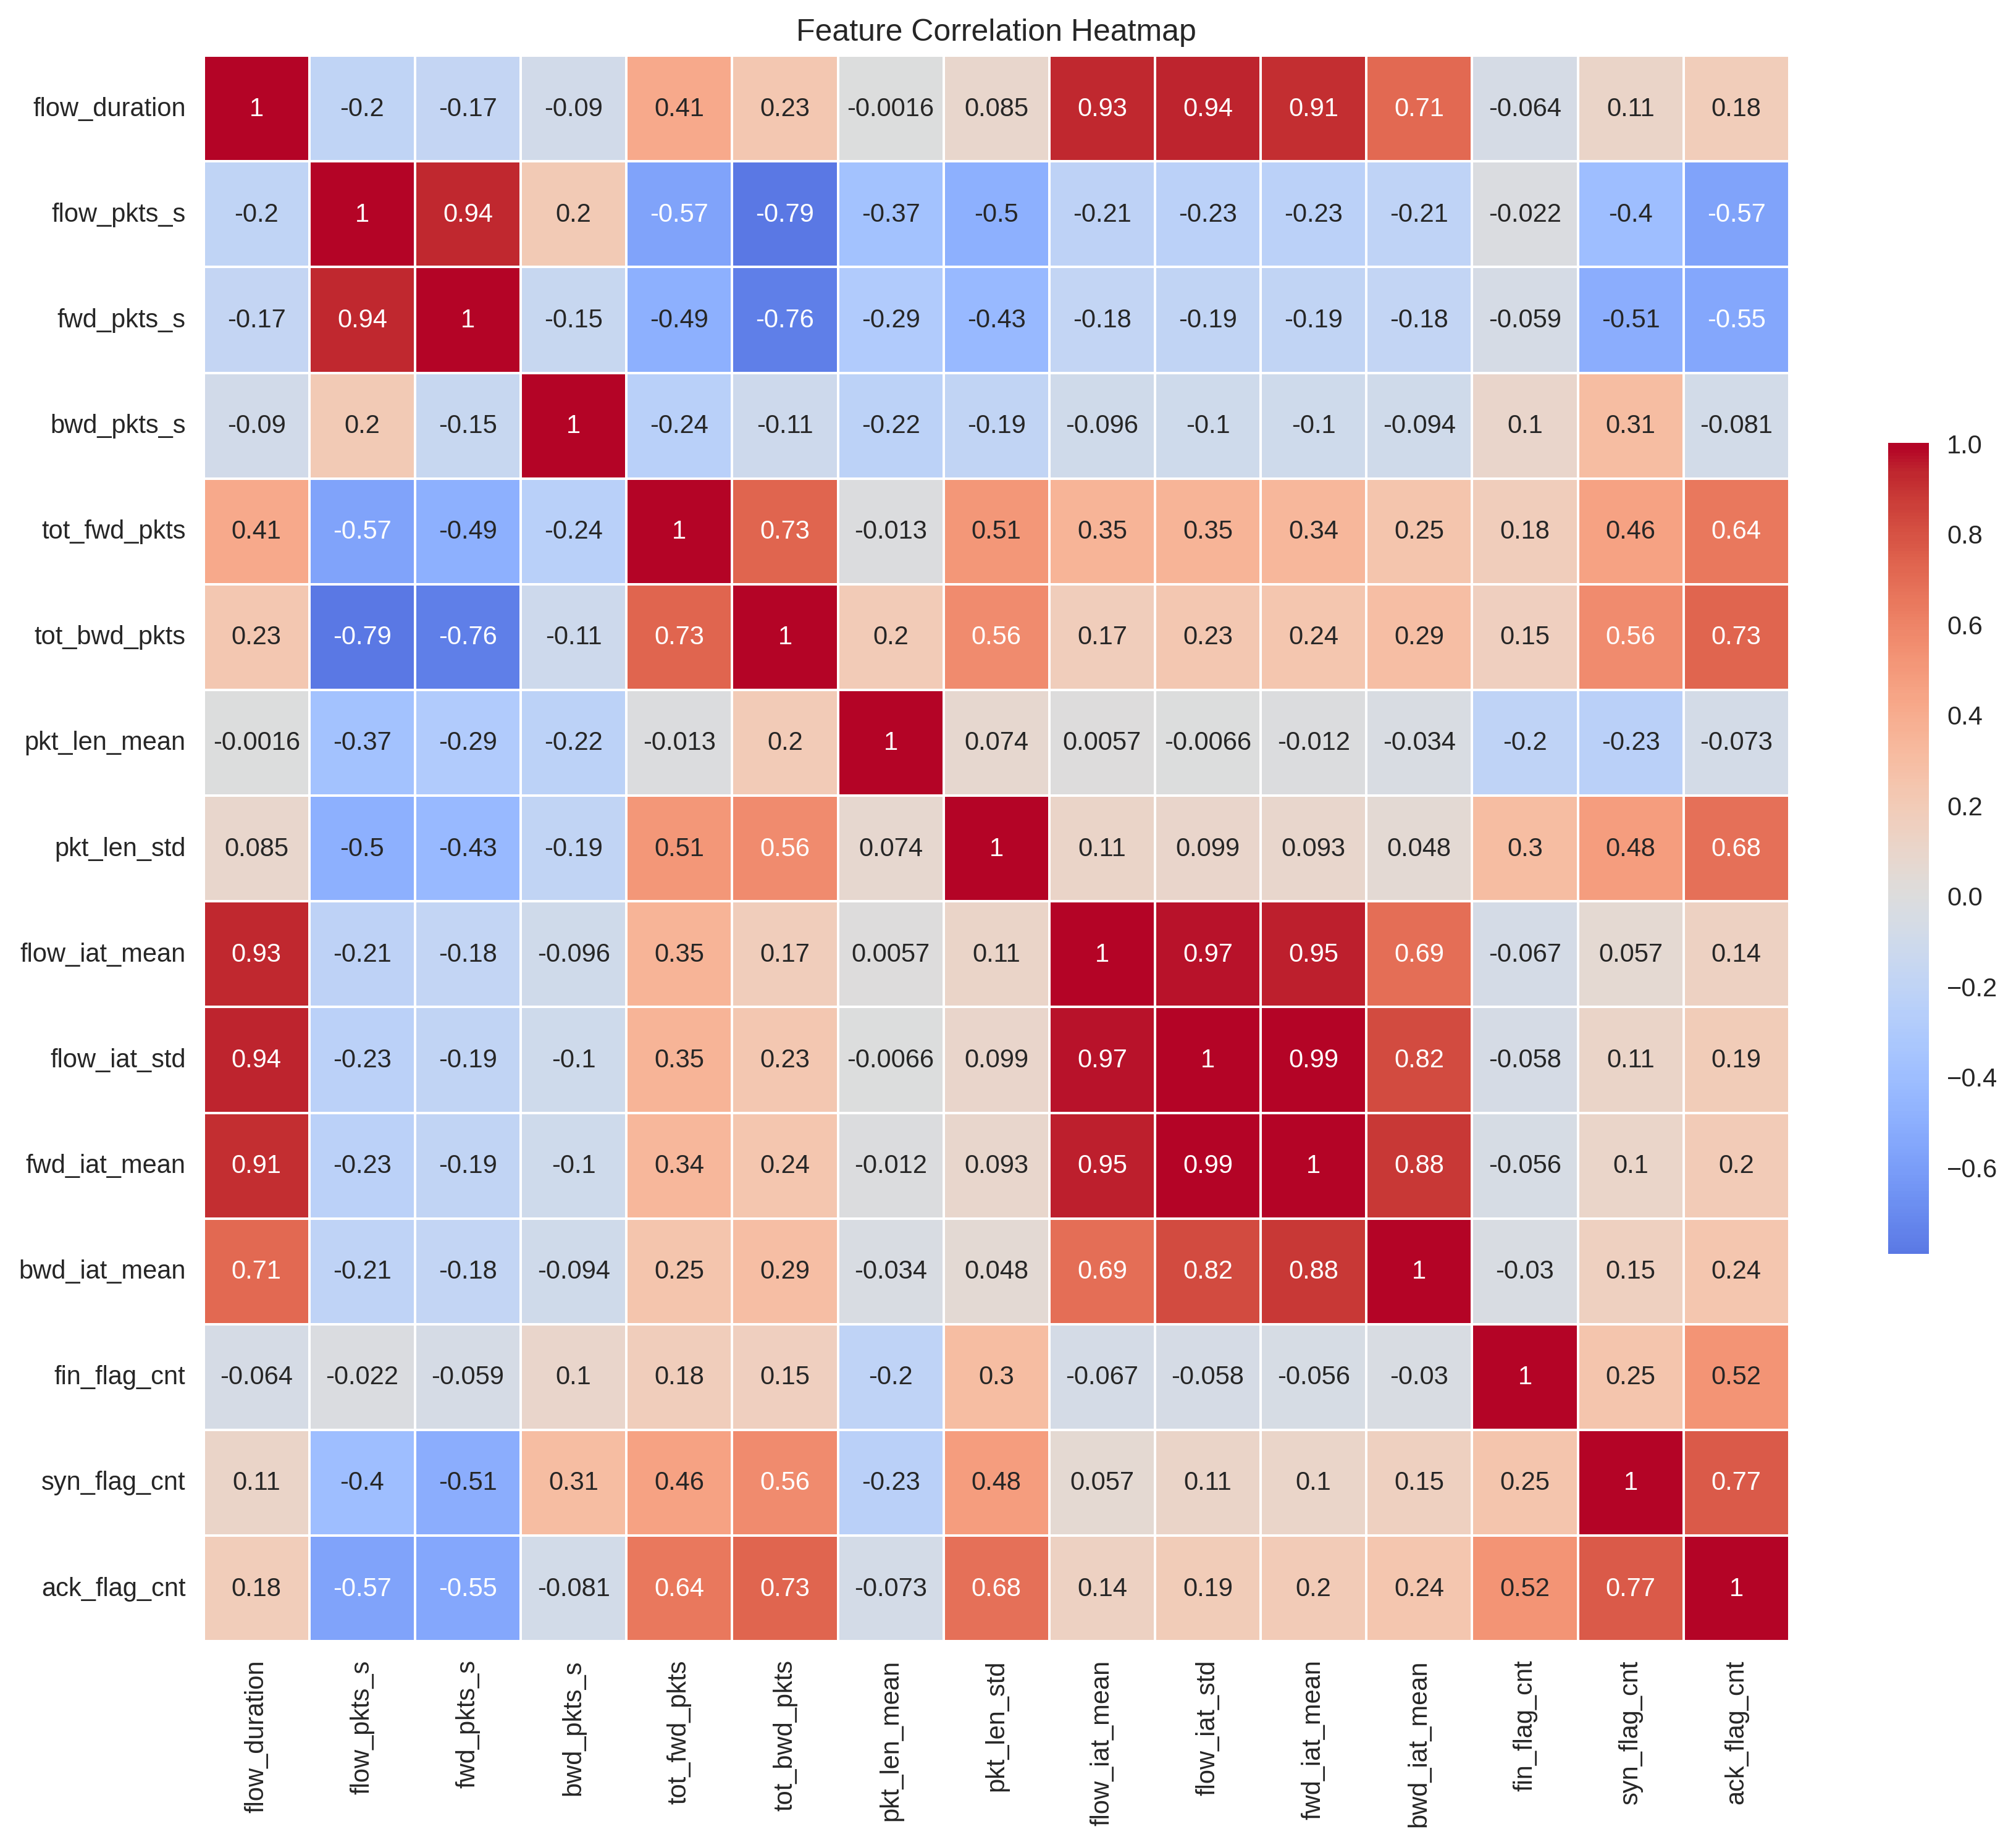 Feature Correlation Heatmap
flow_duration 1 -0.2 -0.17 -0.09 0.41 0.23 -0.0016 0.085 0.93 0.94 0.91 0.71 -0.064 0.11 0.18
flow_pkts_s -0.2 1 0.94 0.2 -0.57 -0.79 -0.37 -0.5 -0.21 -0.23 -0.23 -0.21 -0.022 -0.4 -0.57
fwd_pkts_s -0.17 0.94 1 -0.15 -0.49 -0.76 -0.29 -0.43 -0.18 -0.19 -0.19 -0.18 -0.059 -0.51 -0.55
bwd_pkts_s -0.09 0.2 -0.15 1 -0.24 -0.11 -0.22 -0.19 -0.096 -0.1 -0.1 -0.094 0.1 0.31 -0.081
tot_fwd_pkts 0.41 -0.57 -0.49 -0.24 1 0.73 -0.013 0.51 0.35 0.35 0.34 0.25 0.18 0.46 0.64
tot_bwd_pkts 0.23 -0.79 -0.76 -0.11 0.73 1 0.2 0.56 0.17 0.23 0.24 0.29 0.15 0.56 0.73
pkt_len_mean -0.0016 -0.37 -0.29 -0.22 -0.013 0.2 1 0.074 0.0057 -0.0066 -0.012 -0.034 -0.2 -0.23 -0.073
pkt_len_std 0.085 -0.5 -0.43 -0.19 0.51 0.56 0.074 1 0.11 0.099 0.093 0.048 0.3 0.48 0.68
flow_iat_mean 0.93 -0.21 -0.18 -0.096 0.35 0.17 0.0057 0.11 1 0.97 0.95 0.69 -0.067 0.057 0.14
flow_iat_std 0.94 -0.23 -0.19 -0.1 0.35 0.23 -0.0066 0.099 0.97 1 0.99 0.82 -0.058 0.11 0.19
fwd_iat_mean 0.91 -0.23 -0.19 -0.1 0.34 0.24 -0.012 0.093 0.95 0.99 1 0.88 -0.056 0.1 0.2
bwd_iat_mean 0.71 -0.21 -0.18 -0.094 0.25 0.29 -0.034 0.048 0.69 0.82 0.88 1 -0.03 0.15 0.24
fin_flag_cnt -0.064 -0.022 -0.059 0.1 0.18 0.15 -0.2 0.3 -0.067 -0.058 -0.056 -0.03 1 0.25 0.52
syn_flag_cnt 0.11 -0.4 -0.51 0.31 0.46 0.56 -0.23 0.48 0.057 0.11 0.1 0.15 0.25 1 0.77
ack_flag_cnt 0.18 -0.57 -0.55 -0.081 0.64 0.73 -0.073 0.68 0.14 0.19 0.2 0.24 0.52 0.77 1
flow_duration
flow_pkts_s
fwd_pkts_s
bwd_pkts_s
tot_fwd_pkts
tot_bwd_pkts
pkt_len_mean
pkt_len_std
flow_iat_mean
flow_iat_std
fwd_iat_mean
bwd_iat_mean
fin_flag_cnt
syn_flag_cnt
ack_flag_cnt
1.0
0.8
0.6
0.4
0.2
0.0
−0.2
−0.4
−0.6